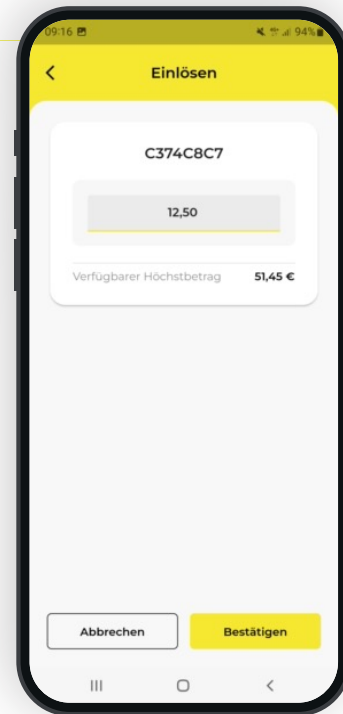 09:16 94%
Einlösen
C374C8C7
12,50
Verfügbarer Höchstbetrag 51,45 €
Abbrechen Bestätigen